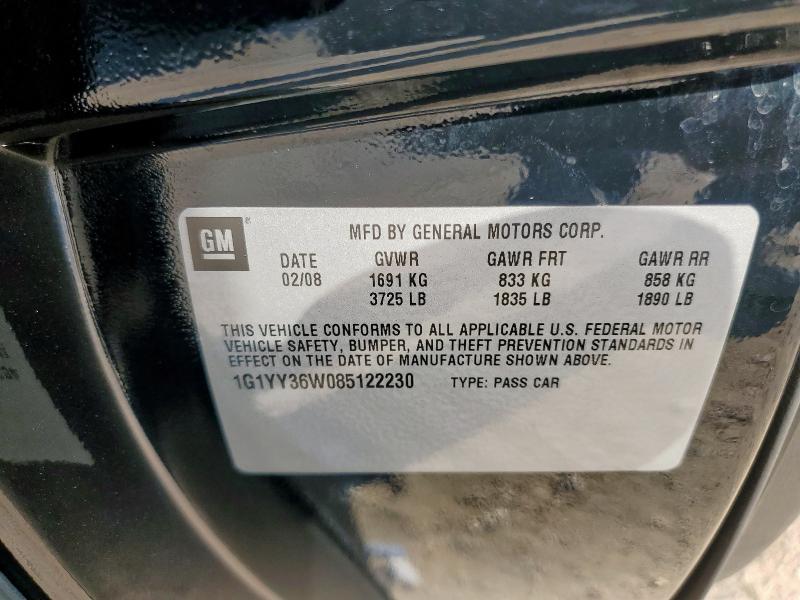 GM
MFD BY GENERAL MOTORS CORP.
DATE GVWR GAWR FRT GAWR RR
02/08 1691 KG 833 KG 858 KG
3725 LB 1835 LB 1890 LB
THIS VEHICLE CONFORMS TO ALL APPLICABLE U.S. FEDERAL MOTOR
VEHICLE SAFETY, BUMPER, AND THEFT PREVENTION STANDARDS IN
EFFECT ON THE DATE OF MANUFACTURE SHOWN ABOVE.
1G1YY36W085122230 TYPE: PASS CAR